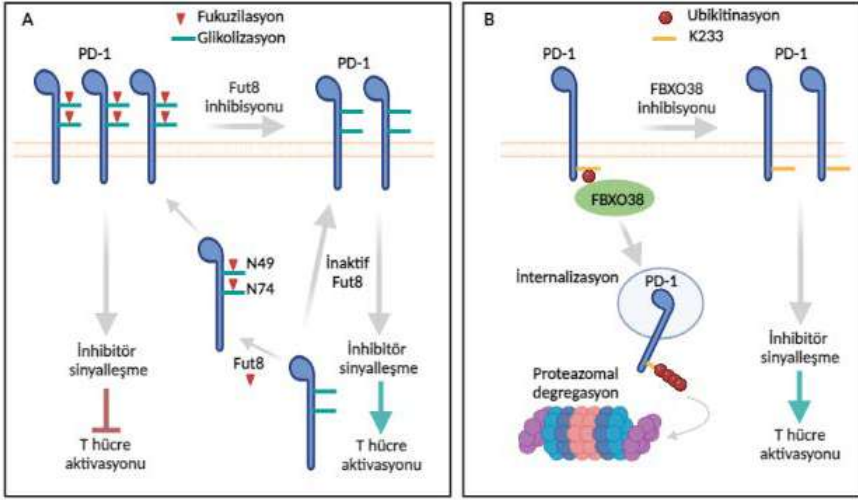 A
Fukuzilasyon
Glikolizasyon
PD-1
PD-1
Fut8
inhibisyonu
N49
N74
İnaktif
Fut8
Fut8
İnhibitör
sinyalleşme
T hücre
aktivasyonu
İnhibitör
sinyalleşme
T hücre
aktivasyonu
B
Ubikitinasyon
K233
PD-1
PD-1
FBXO38
inhibisyonu
FBXO38
İnternalizasyon
PD-1
Proteazomal
degregasyon
İnhibitör
sinyalleşme
T hücre
aktivasyonu